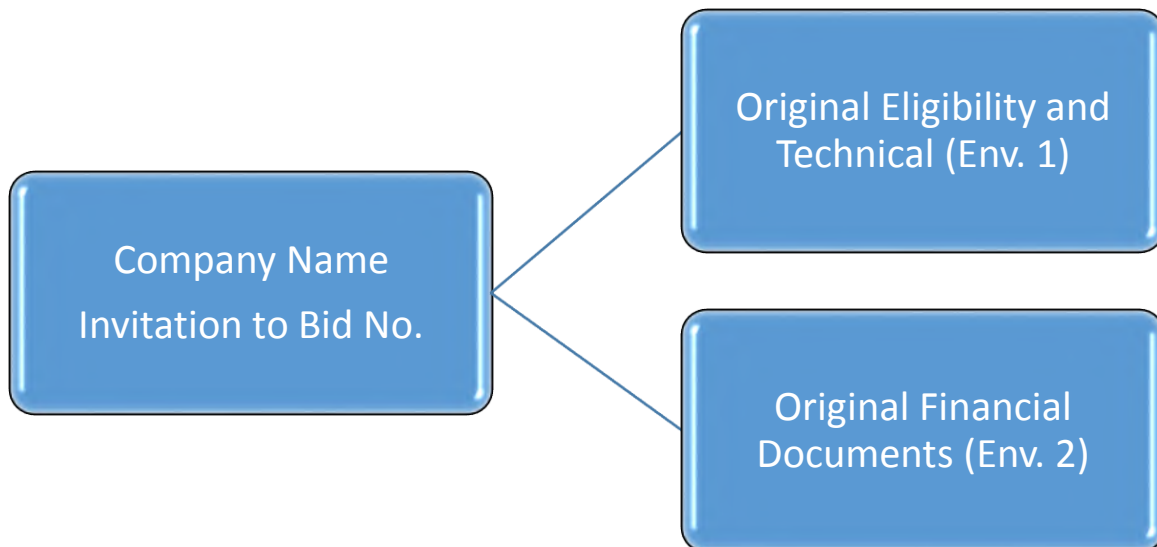 Company Name
Invitation to Bid No.
Original Eligibility and
Technical (Env. 1)
Original Financial
Documents (Env. 2)